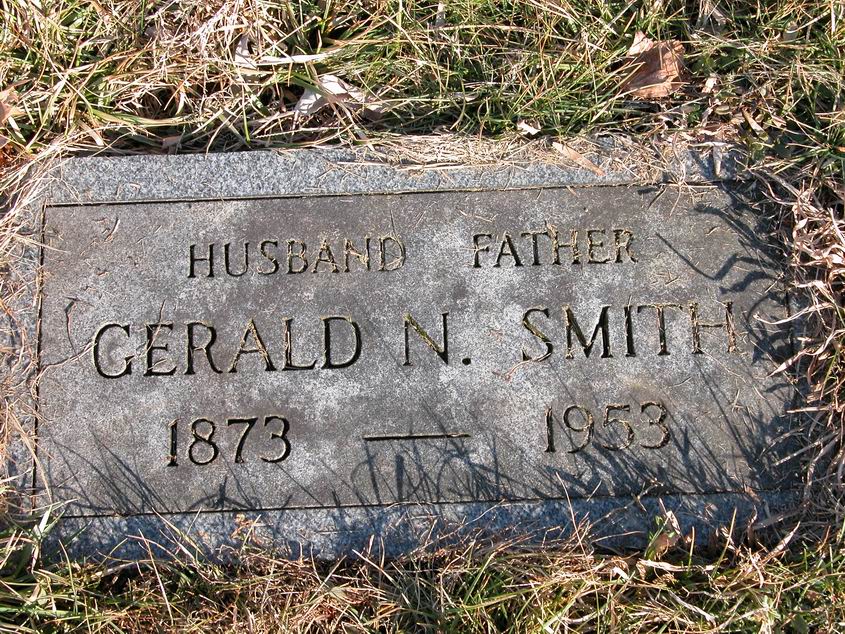 HUSBAND FATHER
GERALD N. SMITH
1873 — 1953